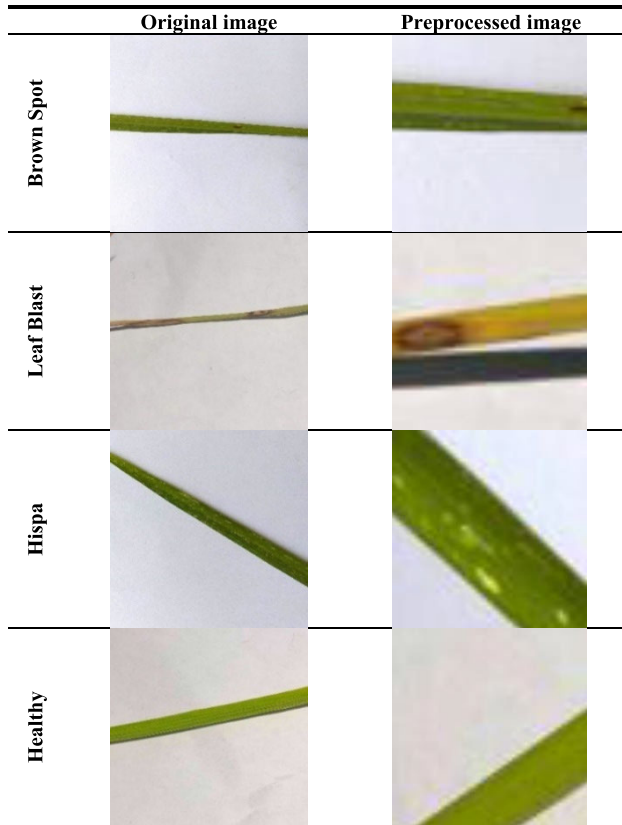 Original image Preprocessed image
Brown Spot
Leaf Blast
Hispa
Healthy